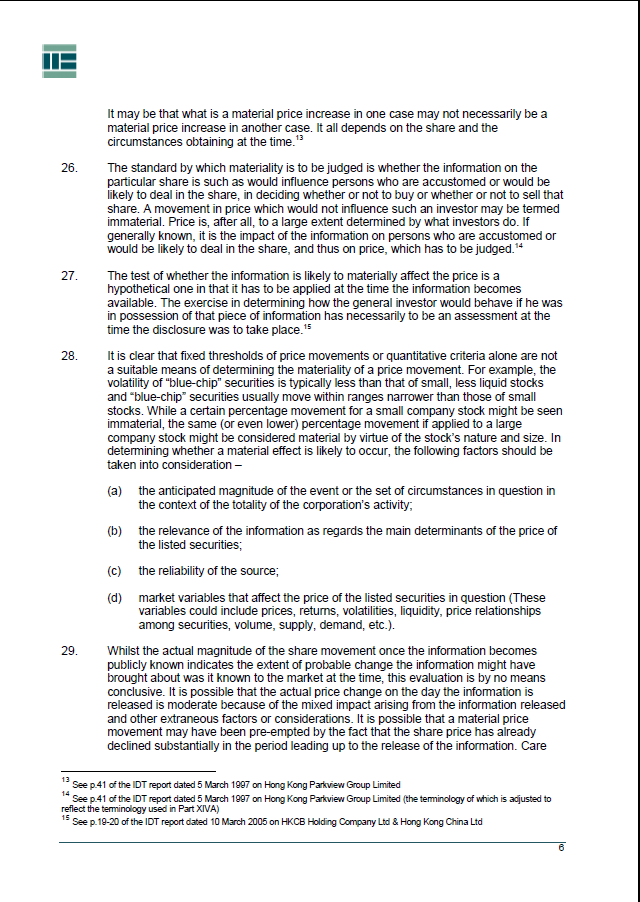 It may be that what is a material price increase in one case may not necessarily be a
material price increase in another case. It all depends on the share and the
circumstances obtaining at the time.13
26. The standard by which materiality is to be judged is whether the information on the
particular share is such as would influence persons who are accustomed or would be
likely to deal in the share, in deciding whether or not to buy or whether or not to sell that
share. A movement in price which would not influence such an investor may be termed
immaterial. Price is, after all, to a large extent determined by what investors do. If
generally known, it is the impact of the information on persons who are accustomed or
would be likely to deal in the share, and thus on price, which has to be judged.14
27. The test of whether the information is likely to materially affect the price is a
hypothetical one in that it has to be applied at the time the information becomes
available. The exercise in determining how the general investor would behave if he was
in possession of that piece of information has necessarily to be an assessment at the
time the disclosure was to take place.15
28. It is clear that fixed thresholds of price movements or quantitative criteria alone are not
a suitable means of determining the materiality of a price movement. For example, the
volatility of “blue-chip” securities is typically less than that of small, less liquid stocks
and “blue-chip” securities usually move within ranges narrower than those of small
stocks. While a certain percentage movement for a small company stock might be seen
immaterial, the same (or even lower) percentage movement if applied to a large
company stock might be considered material by virtue of the stock’s nature and size. In
determining whether a material effect is likely to occur, the following factors should be
taken into consideration –
(a) the anticipated magnitude of the event or the set of circumstances in question in
the context of the totality of the corporation’s activity;
(b) the relevance of the information as regards the main determinants of the price of
the listed securities;
(c) the reliability of the source;
(d) market variables that affect the price of the listed securities in question (These
variables could include prices, returns, volatilities, liquidity, price relationships
among securities, volume, supply, demand, etc.).
29. Whilst the actual magnitude of the share movement once the information becomes
publicly known indicates the extent of probable change the information might have
brought about was it known to the market at the time, this evaluation is by no means
conclusive. It is possible that the actual price change on the day the information is
released is moderate because of the mixed impact arising from the information released
and other extraneous factors or considerations. It is possible that a material price
movement may have been pre-empted by the fact that the share price has already
declined substantially in the period leading up to the release of the information. Care
13 See p.41 of the IDT report dated 5 March 1997 on Hong Kong Parkview Group Limited
14 See p.41 of the IDT report dated 5 March 1997 on Hong Kong Parkview Group Limited (the terminology of which is adjusted to
reflect the terminology used in Part XIVA)
15 See p.19-20 of the IDT report dated 10 March 2005 on HKCB Holding Company Ltd & Hong Kong China Ltd
6